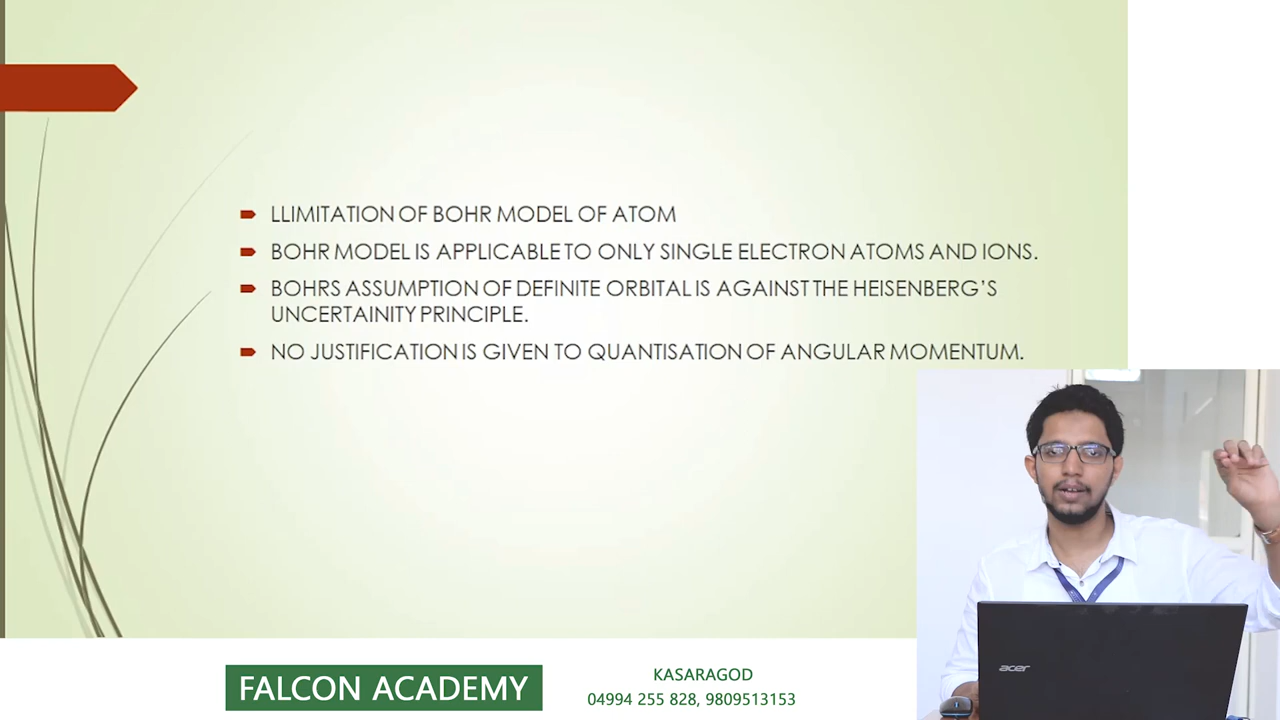 LLIMITATION OF BOHR MODEL OF ATOM
BOHR MODEL IS APPLICABLE TO ONLY SINGLE ELECTRON ATOMS AND IONS.
BOHRS ASSUMPTION OF DEFINITE ORBITAL IS AGAINST THE HEISENBERG'S
UNCERTAINITY PRINCIPLE.
NO JUSTIFICATION IS GIVEN TO QUANTISATION OF ANGULAR MOMENTUM.
acer
FALCON ACADEMY
KASARAGOD
04994 255 828, 9809513153